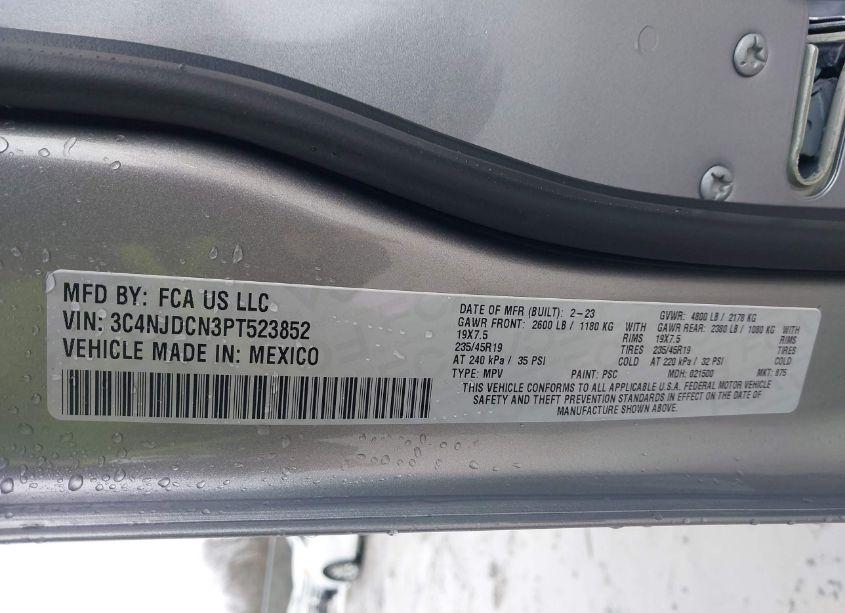 MFD BY: FCA US LLC
VIN: 3C4NJDCN3PT523852
VEHICLE MADE IN: MEXICO
DATE OF MFR (BUILT): 2-23 GVWR: 4800 LB / 2178 KG
GAWR FRONT: 2600 LB / 1180 KG WITH GAWR REAR: 2380 LB / 1080 KG WITH
19X7.5 RIMS 19X7.5 RIMS
235/45R19 TIRES 235/45R19 TIRES
AT 240 kPa / 35 PSI COLD AT 220 kPa / 32 PSI COLD
TYPE: MPV PAINT: PSC MDH: 021500 MKT: 875
THIS VEHICLE CONFORMS TO ALL APPLICABLE U.S.A. FEDERAL MOTOR VEHICLE
SAFETY AND THEFT PREVENTION STANDARDS IN EFFECT ON THE DATE OF
MANUFACTURE SHOWN ABOVE.